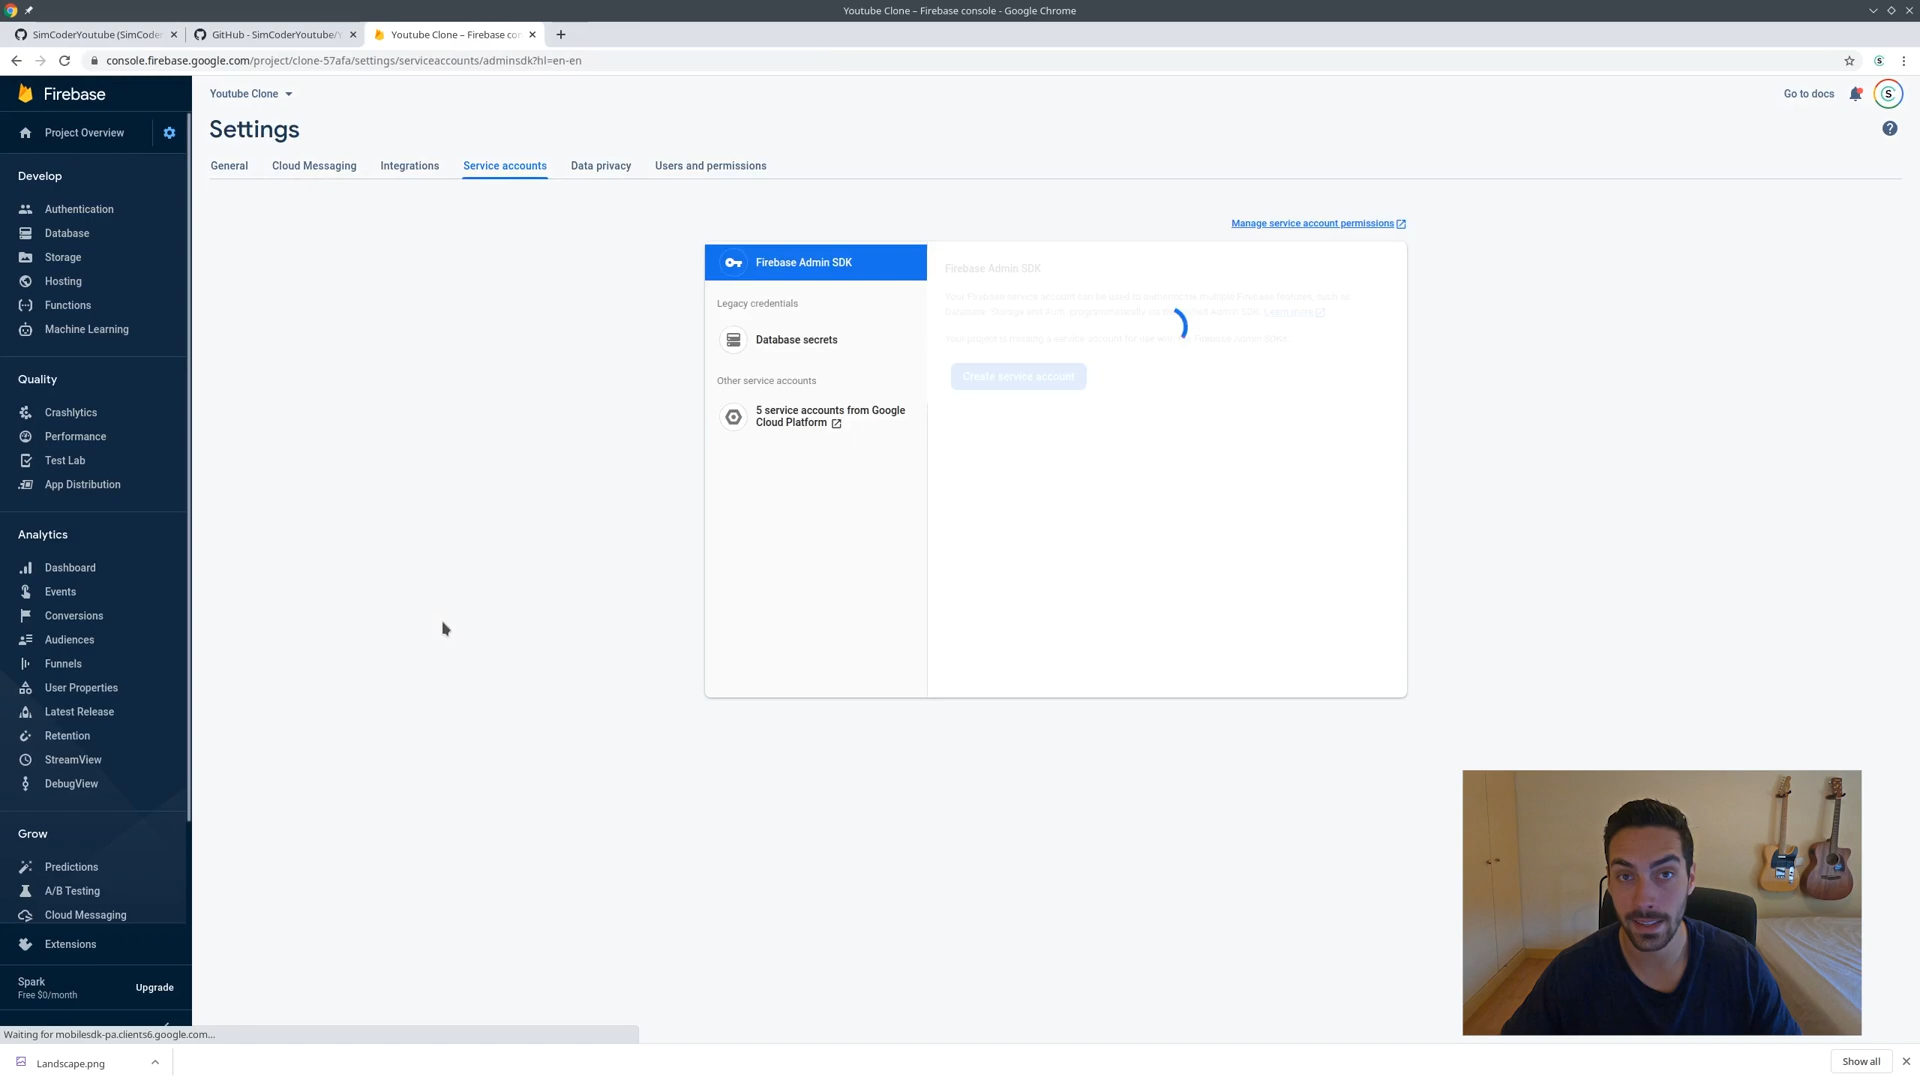 Youtube Clone – Firebase console - Google Chrome
SimCoderYoutube (SimCoder
GitHub - SimCoderYoutube/
Youtube Clone – Firebase co
console.firebase.google.com/project/clone-57afa/settings/serviceaccounts/adminsdk?hl=en-en
Firebase
Youtube Clone
Go to docs
S
Project Overview
Settings
General
Cloud Messaging
Integrations
Service accounts
Data privacy
Users and permissions
Develop
Authentication
Database
Storage
Hosting
Functions
Machine Learning
Quality
Crashlytics
Performance
Test Lab
App Distribution
Analytics
Dashboard
Events
Conversions
Audiences
Funnels
User Properties
Latest Release
Retention
StreamView
DebugView
Grow
Predictions
A/B Testing
Cloud Messaging
Extensions
Spark
Free $0/month
Upgrade
Manage service account permissions
Firebase Admin SDK
Legacy credentials
Database secrets
Other service accounts
5 service accounts from Google
Cloud Platform
Firebase Admin SDK
Your Firebase service account can be used to authenticate multiple Firebase features, such as
Database, Storage and Auth, programmatically via the Admin SDK. Learn more
Your project is missing a service account for use with the Firebase Admin SDK.
Create service account
Waiting for mobilesdk-pa.clients6.google.com...
Landscape.png
Show all